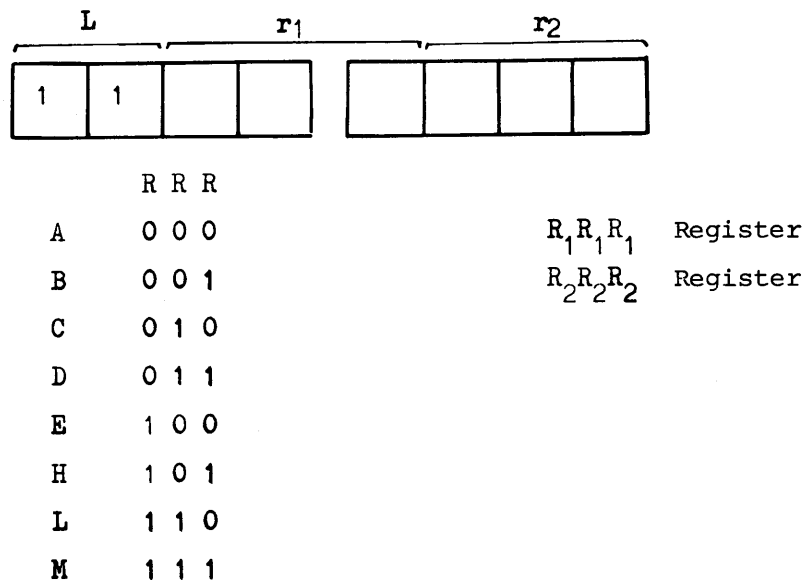 L r1 r2
1 1
R R R
A 0 0 0 R1R1R1 Register
B 0 0 1 R2R2R2 Register
C 0 1 0
D 0 1 1
E 1 0 0
H 1 0 1
L 1 1 0
M 1 1 1